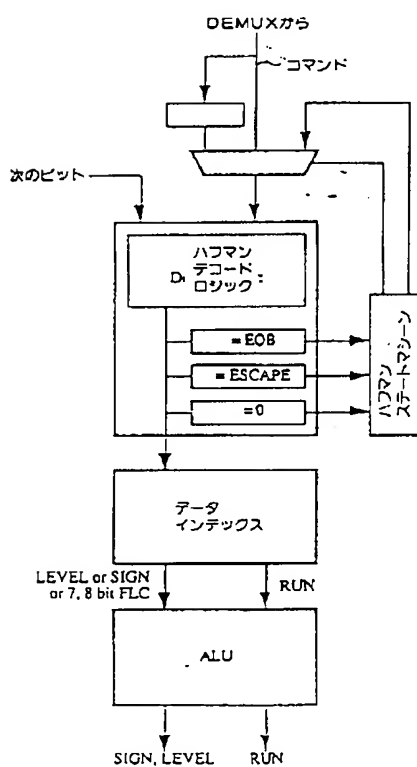 DEMUXから
コマンド
次のビット
ハフマン
デコード
ロジック
= EOB
= ESCAPE
= 0
ハフマン
ステートマシーン
データ
インデックス
LEVEL or SIGN
or 7, 8 bit FLC
RUN
ALU
SIGN, LEVEL
RUN